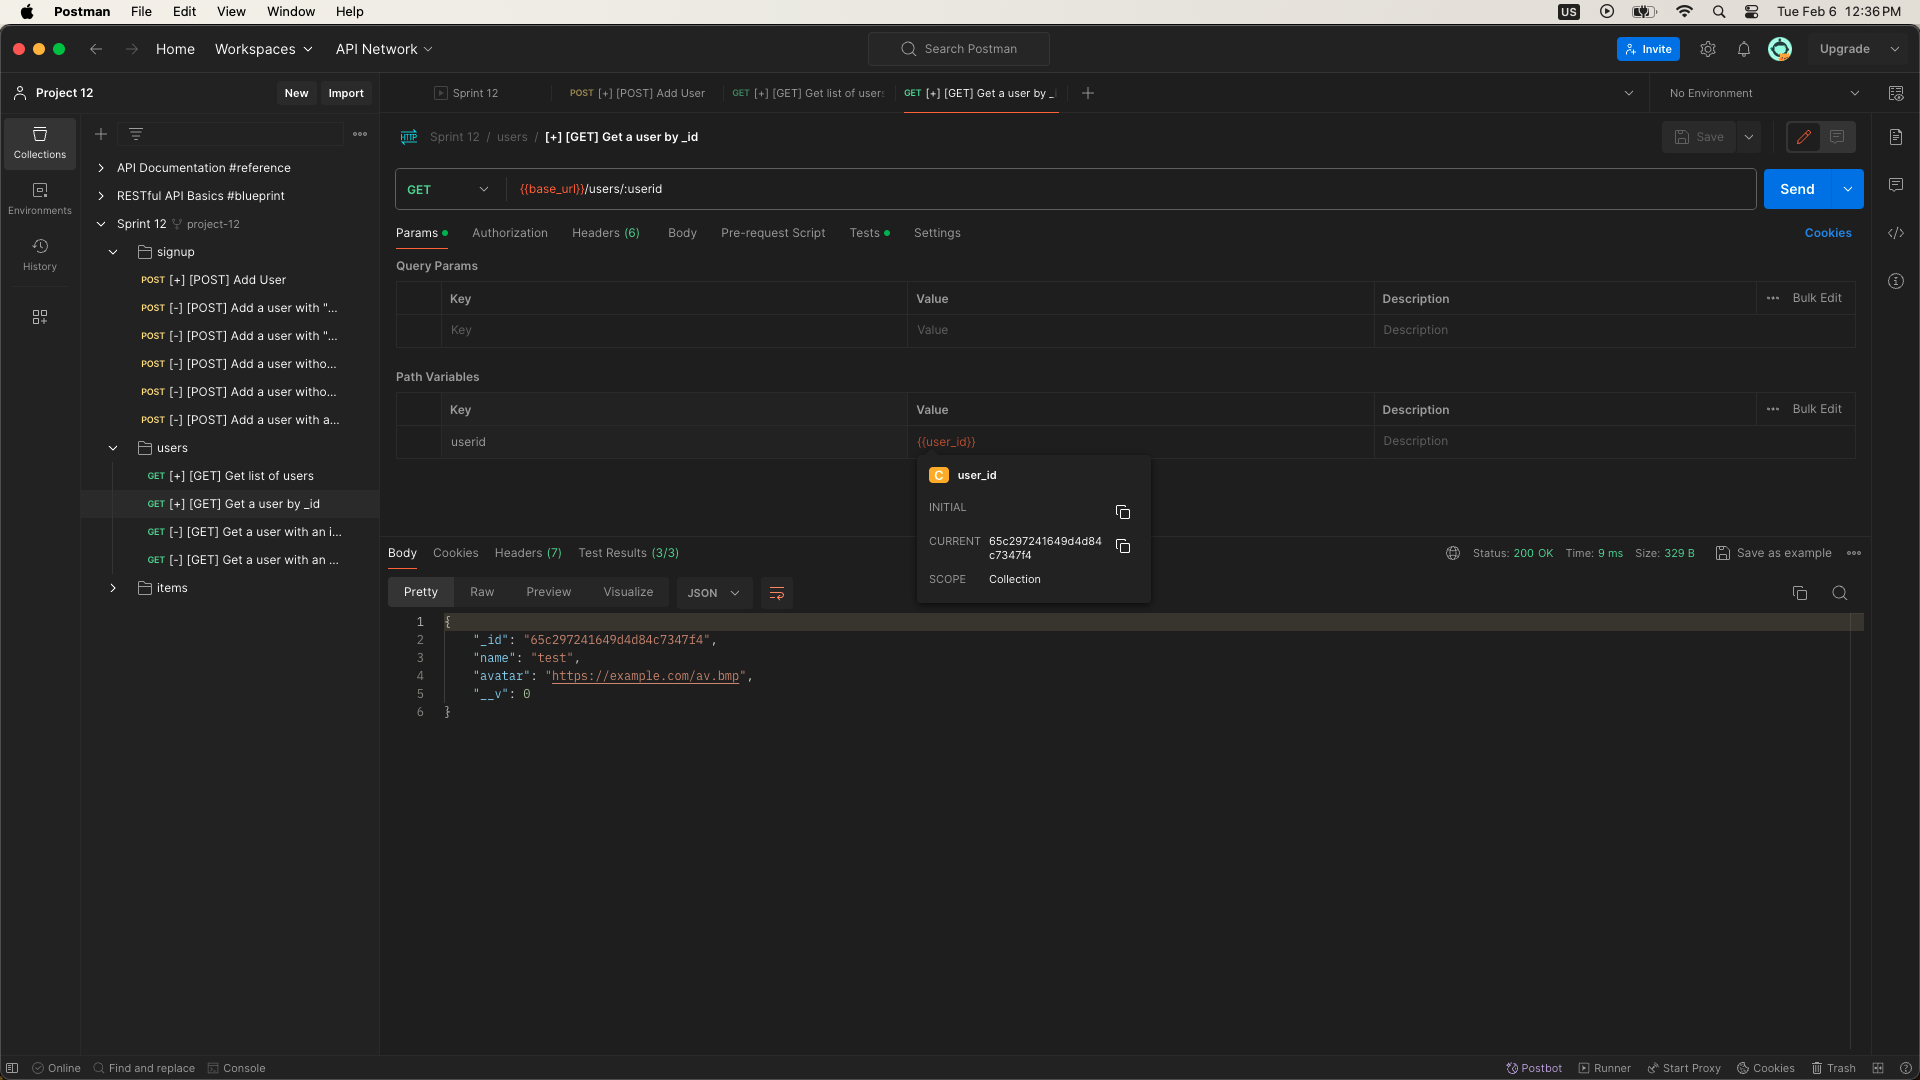 Postman File Edit View Window Help US Tue Feb 6 12:36 PM
Home Workspaces API Network Search Postman Invite Upgrade
Project 12 New Import Sprint 12 POST [+] [POST] Add User GET [+] [GET] Get list of users GET [+] [GET] Get a user by _ No Environment
Collections
Environments
History
API Documentation #reference
RESTful API Basics #blueprint
Sprint 12 project-12
signup
POST [+] [POST] Add User
POST [-] [POST] Add a user with "...
POST [-] [POST] Add a user with "...
POST [-] [POST] Add a user witho...
POST [-] [POST] Add a user witho...
POST [-] [POST] Add a user with a...
users
GET [+] [GET] Get list of users
GET [+] [GET] Get a user by _id
GET [-] [GET] Get a user with an i...
GET [-] [GET] Get a user with an ...
items
HTTP Sprint 12 / users / [+] [GET] Get a user by _id Save
GET {{base_url}}/users/:userid Send
Params Authorization Headers (6) Body Pre-request Script Tests Settings Cookies
Query Params
Key Value Description Bulk Edit
Key Value Description
Path Variables
Key Value Description Bulk Edit
userid {{user_id}} Description
C user_id
INITIAL
CURRENT 65c297241649d4d84
c7347f4
SCOPE Collection
Body Cookies Headers (7) Test Results (3/3) Status: 200 OK Time: 9 ms Size: 329 B Save as example
Pretty Raw Preview Visualize JSON
1 {
2 "_id": "65c297241649d4d84c7347f4",
3 "name": "test",
4 "avatar": "https://example.com/av.bmp",
5 "__v": 0
6 }
Online Find and replace Console Postbot Runner Start Proxy Cookies Trash